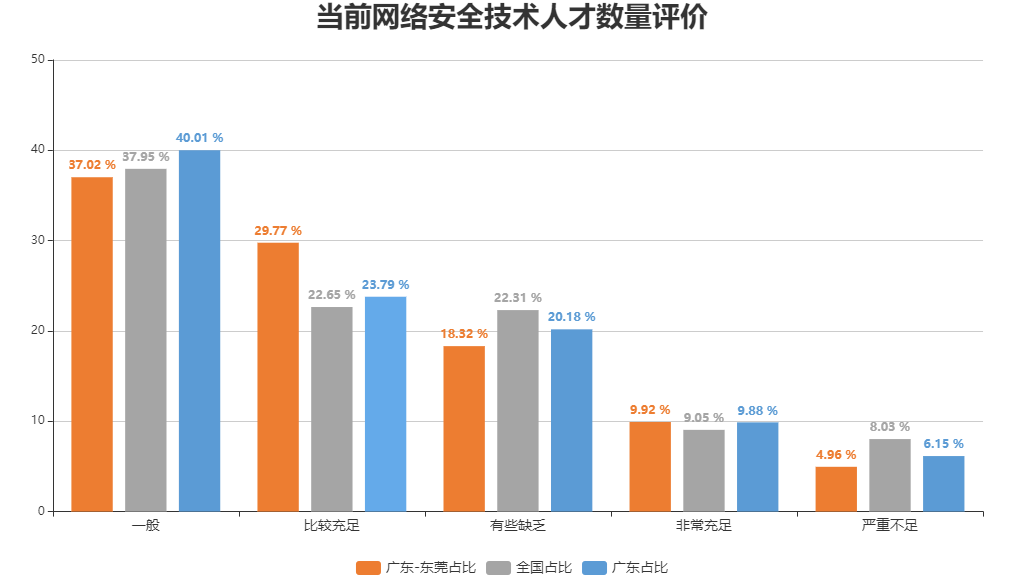 当前网络安全技术人才数量评价
50
40
30
20
10
0
37.02 %
37.95 %
40.01 %
29.77 %
22.65 %
23.79 %
18.32 %
22.31 %
20.18 %
9.92 %
9.05 %
9.88 %
4.96 %
8.03 %
6.15 %
一般
比较充足
有些缺乏
非常充足
严重不足
广东-东莞占比
全国占比
广东占比